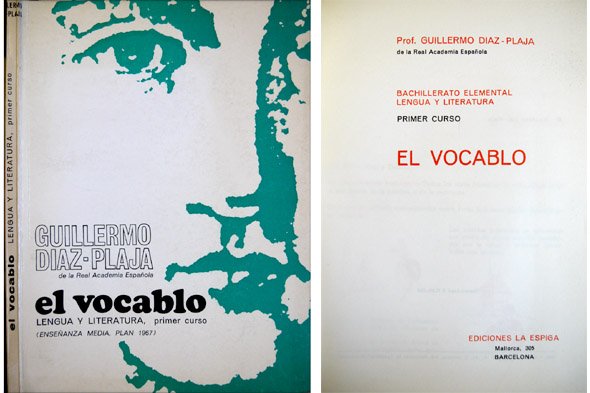 el vocablo LENGUA Y LITERATURA, primer curso
GUILLERMO
DIAZ-PLAJA
de la Real Academia Española
el vocablo
LENGUA Y LITERATURA, primer curso
(ENSEÑANZA MEDIA. PLAN 1967)
Prof. GUILLERMO DIAZ-PLAJA
de la Real Academia Española
BACHILLERATO ELEMENTAL
LENGUA Y LITERATURA
PRIMER CURSO
EL VOCABLO
EDICIONES LA ESPIGA
Mallorca, 305
BARCELONA